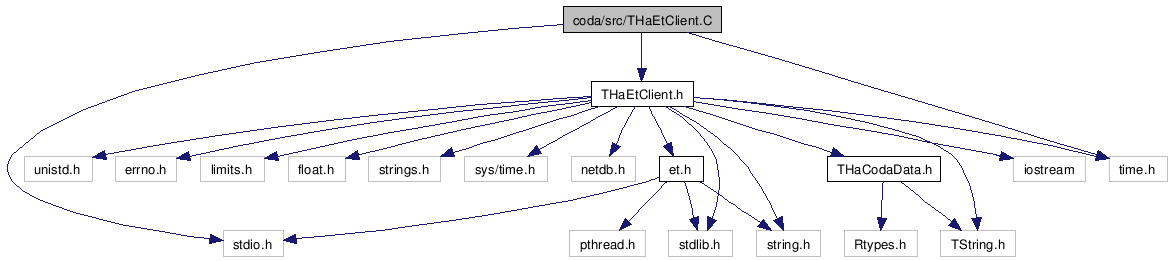 coda/src/THaEtClient.C
THaEtClient.h
unistd.h
errno.h
limits.h
float.h
strings.h
sys/time.h
netdb.h
et.h
THaCodaData.h
iostream
time.h
stdio.h
pthread.h
stdlib.h
string.h
Rtypes.h
TString.h